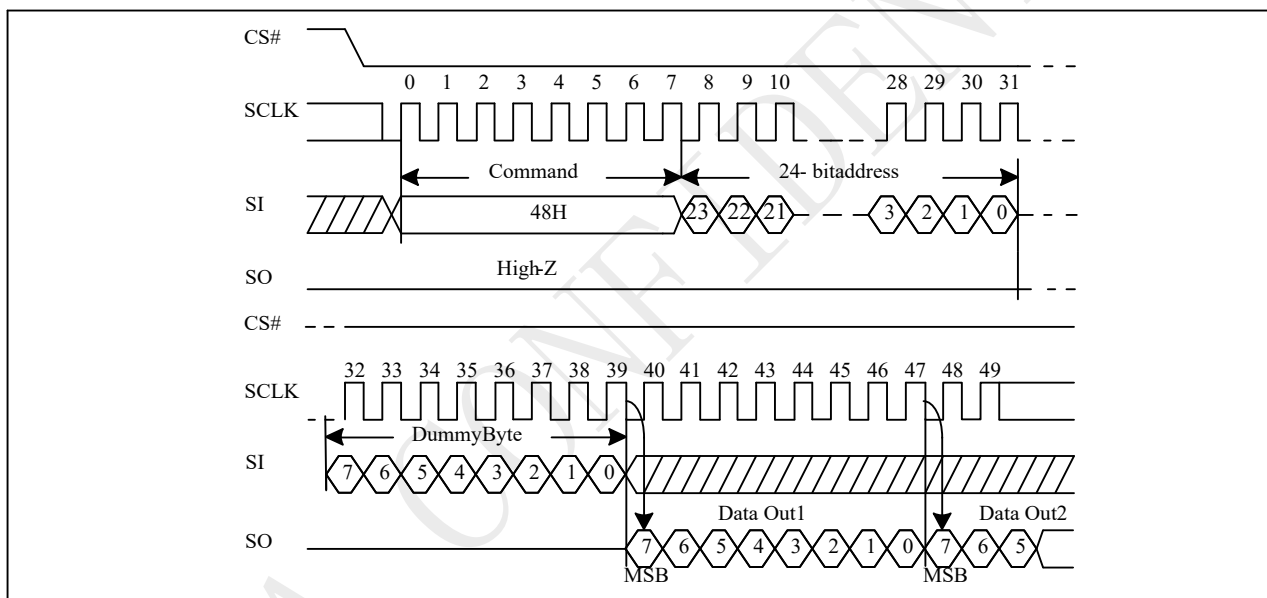 CS#
0 1 2 3 4 5 6 7 8 9 10 28 29 30 31
SCLK
Command 24- bitaddress
SI 48H 23 22 21 3 2 1 0
High-Z
SO
CS#
32 33 34 35 36 37 38 39 40 41 42 43 44 45 46 47 48 49
SCLK
DummyByte
SI 7 6 5 4 3 2 1 0
Data Out1 Data Out2
SO 7 6 5 4 3 2 1 0 7 6 5
MSB MSB
CONFIDEN